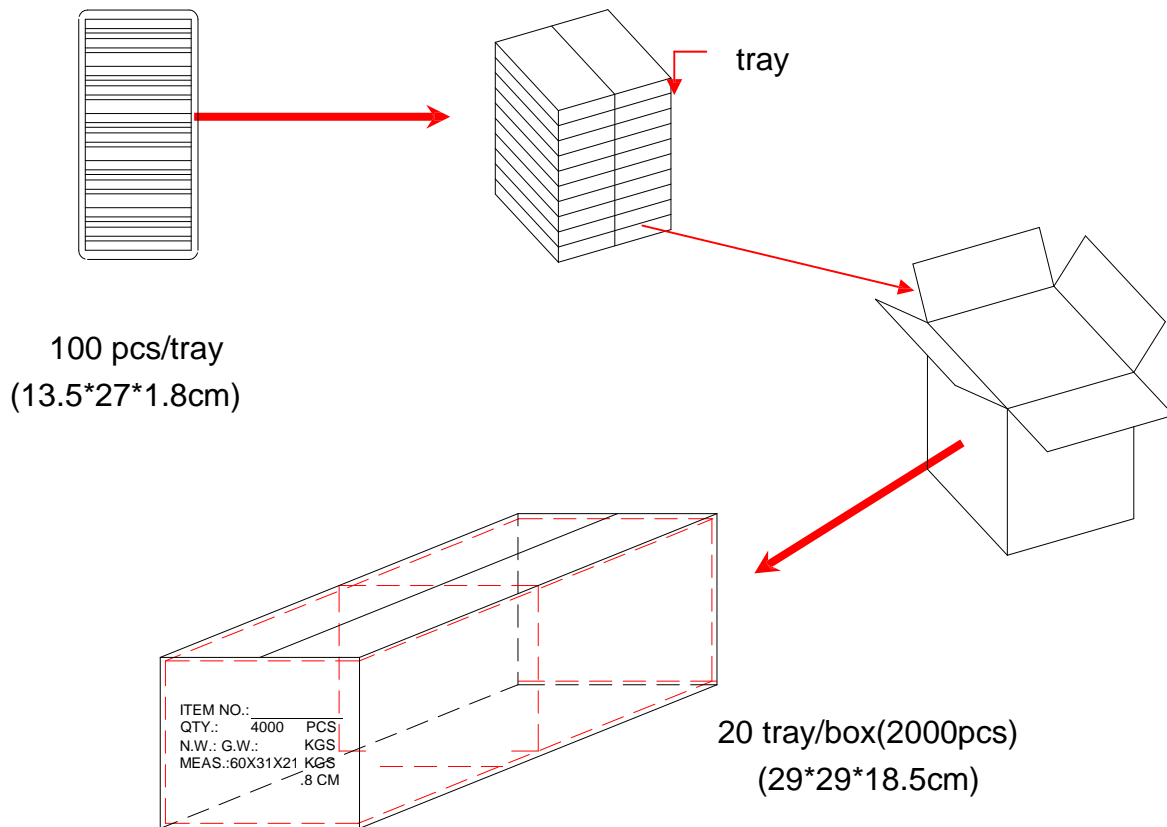 tray
100 pcs/tray
(13.5*27*1.8cm)
ITEM NO.:
QTY.: 4000 PCS
N.W.: G.W.: KGS
MEAS.:60X31X21 KGS
.8 CM
20 tray/box(2000pcs)
(29*29*18.5cm)